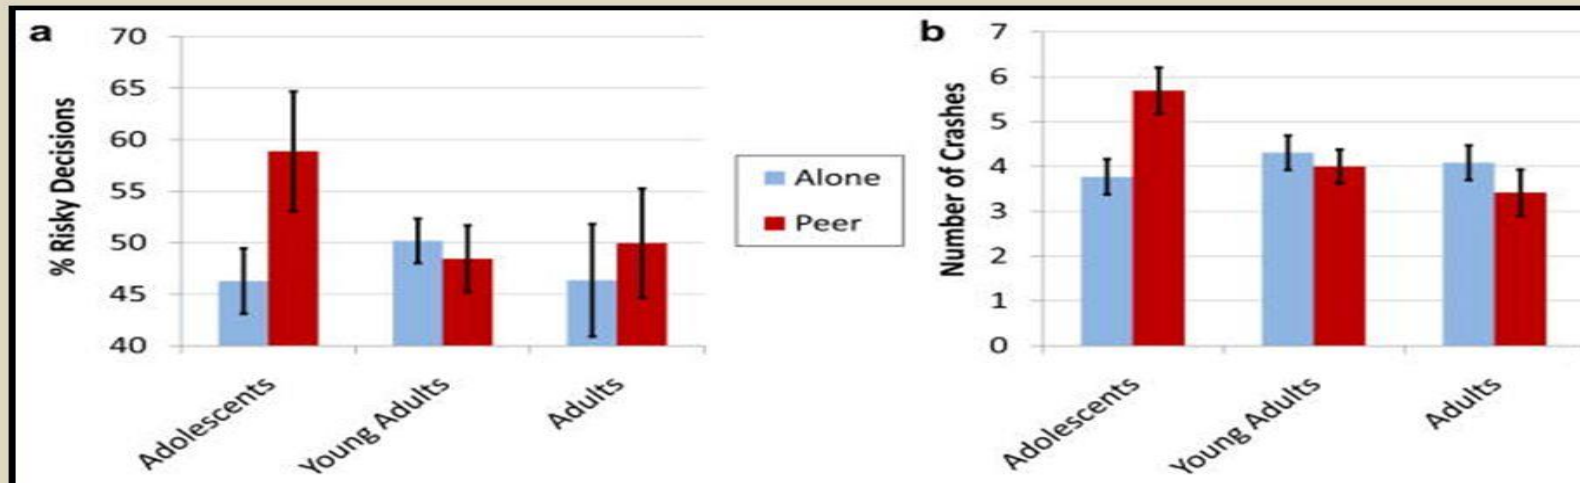 a
% Risky Decisions
70
65
60
55
50
45
40
Adolescents
Young Adults
Adults
Alone
Peer
b
Number of Crashes
7
6
5
4
3
2
1
0
Adolescents
Young Adults
Adults